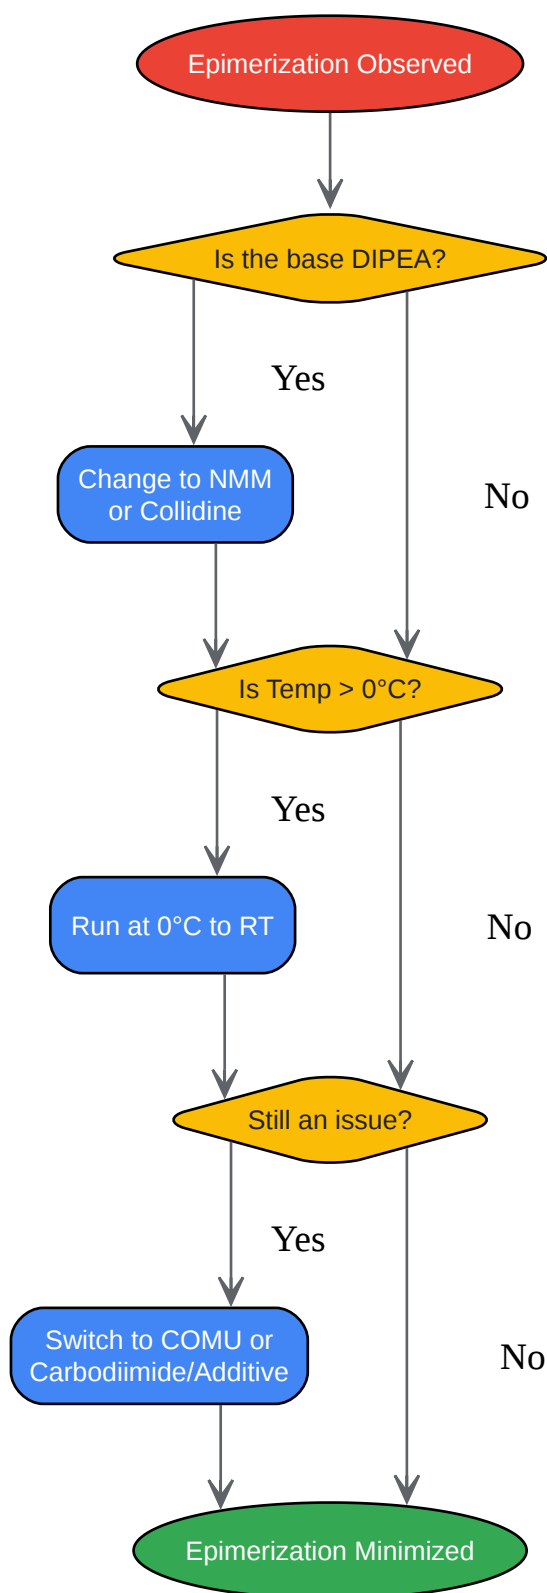 Epimerization Observed
Is the base DIPEA?
Yes
Change to NMM
or Collidine
No
Is Temp > 0°C?
Yes
Run at 0°C to RT
No
Still an issue?
Yes
Switch to COMU or
Carbodiimide/Additive
No
Epimerization Minimized